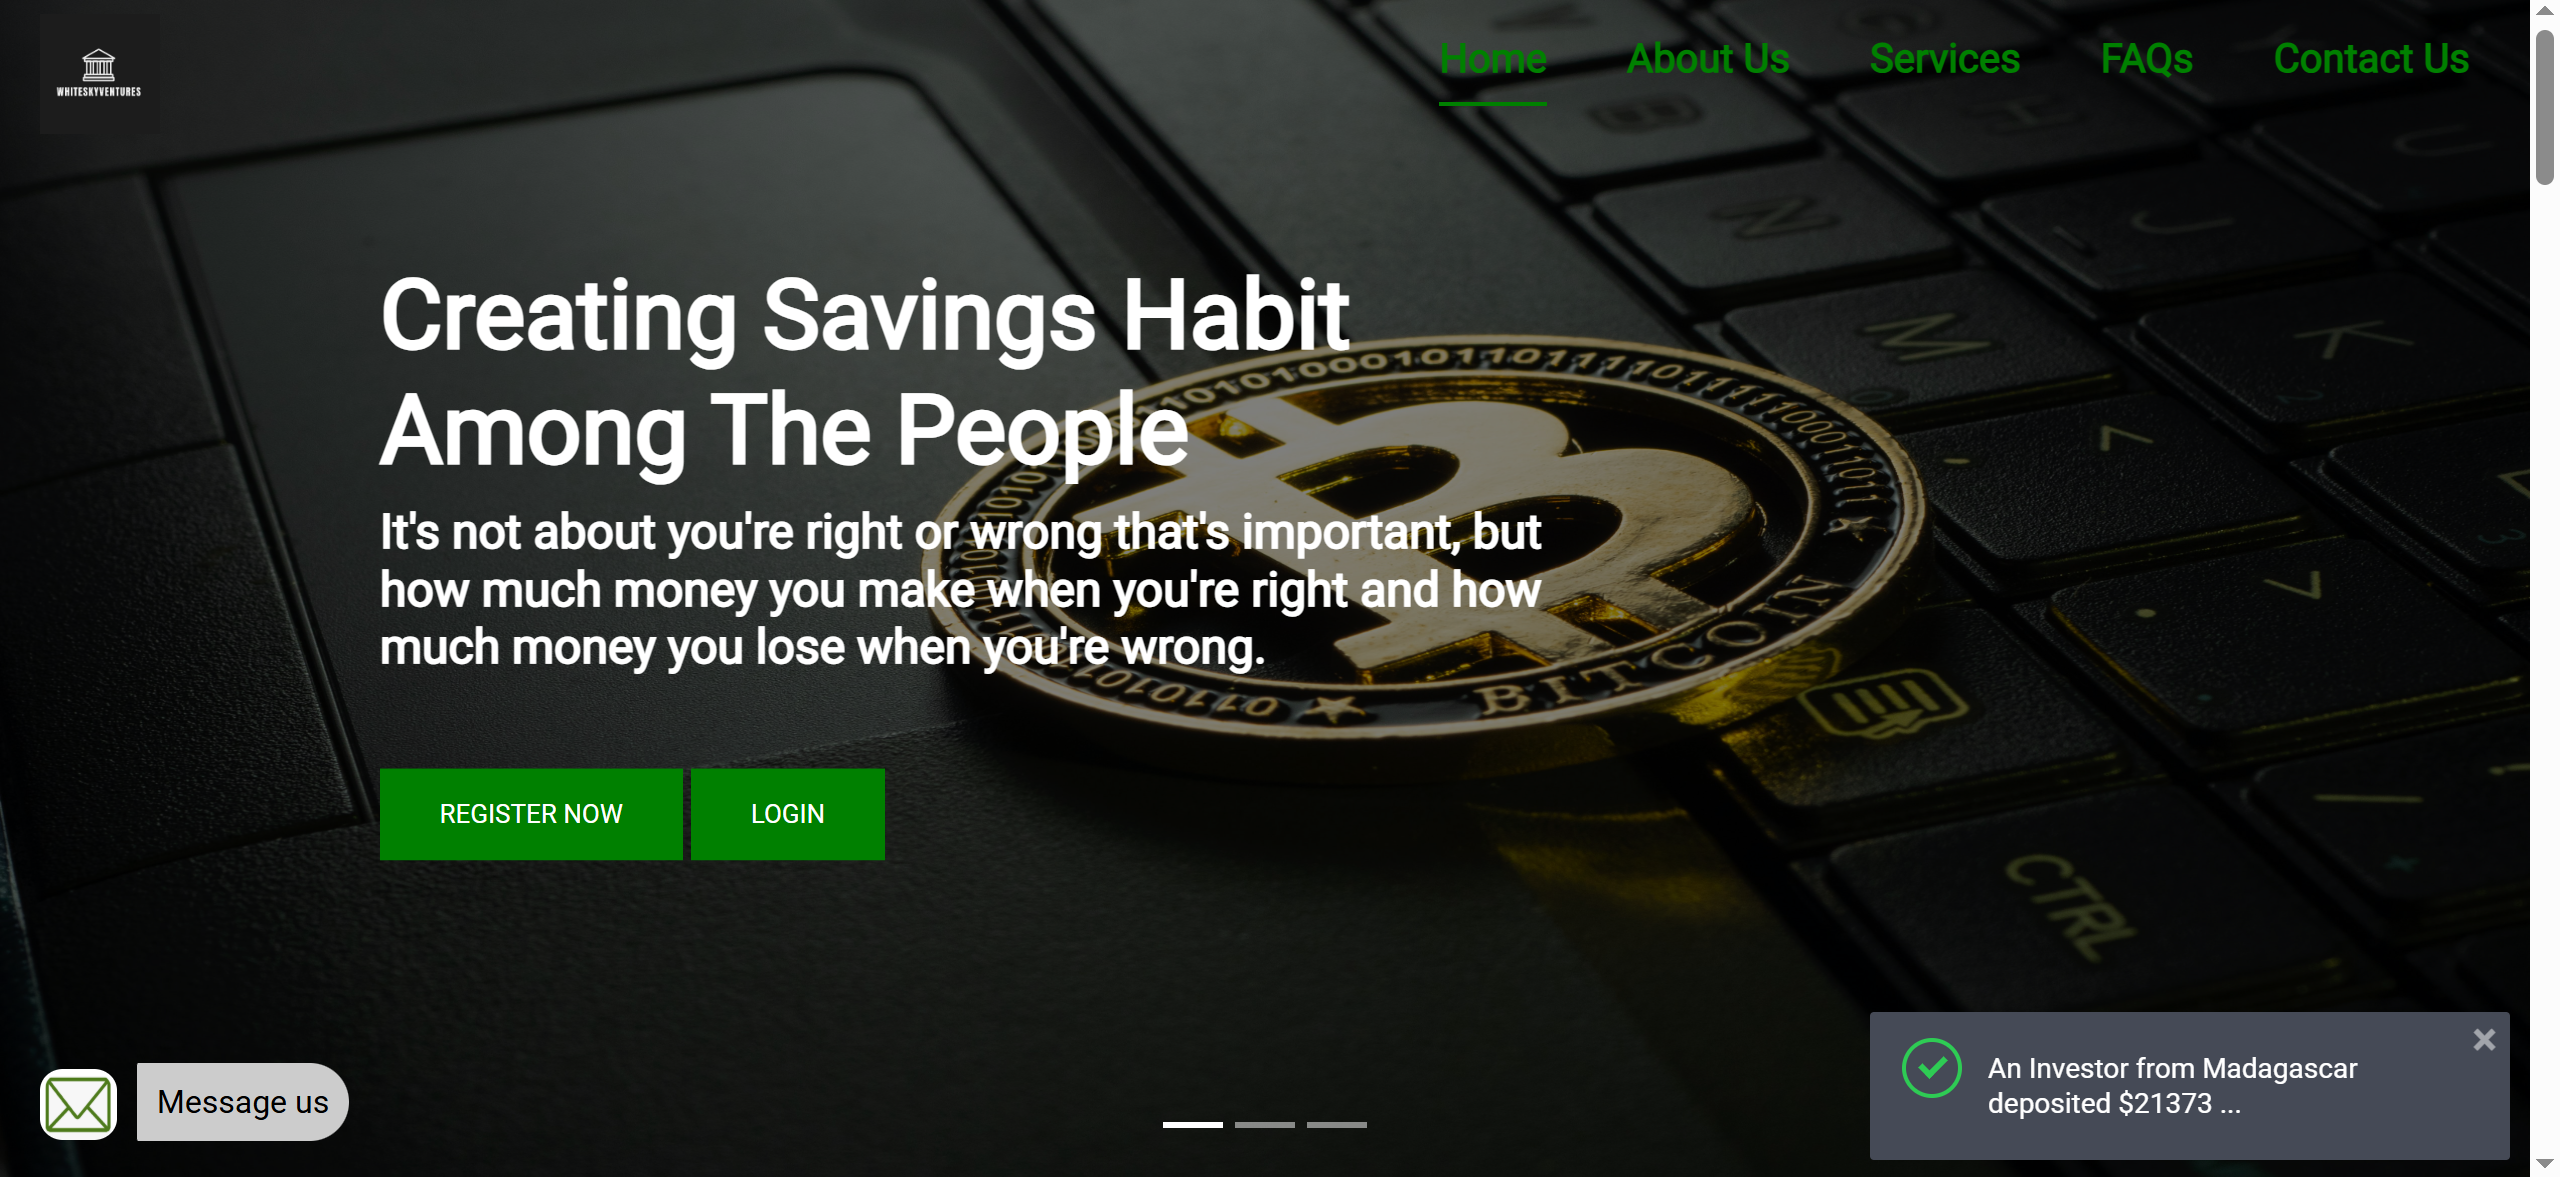 WHITESKYVENTURES
Home
About Us
Services
FAQs
Contact Us
Creating Savings Habit
Among The People
It's not about you're right or wrong that's important, but
how much money you make when you're right and how
much money you lose when you're wrong.
BITCOIN
REGISTER NOW
LOGIN
CTRL
Message us
An Investor from Madagascar
deposited $21373 ...